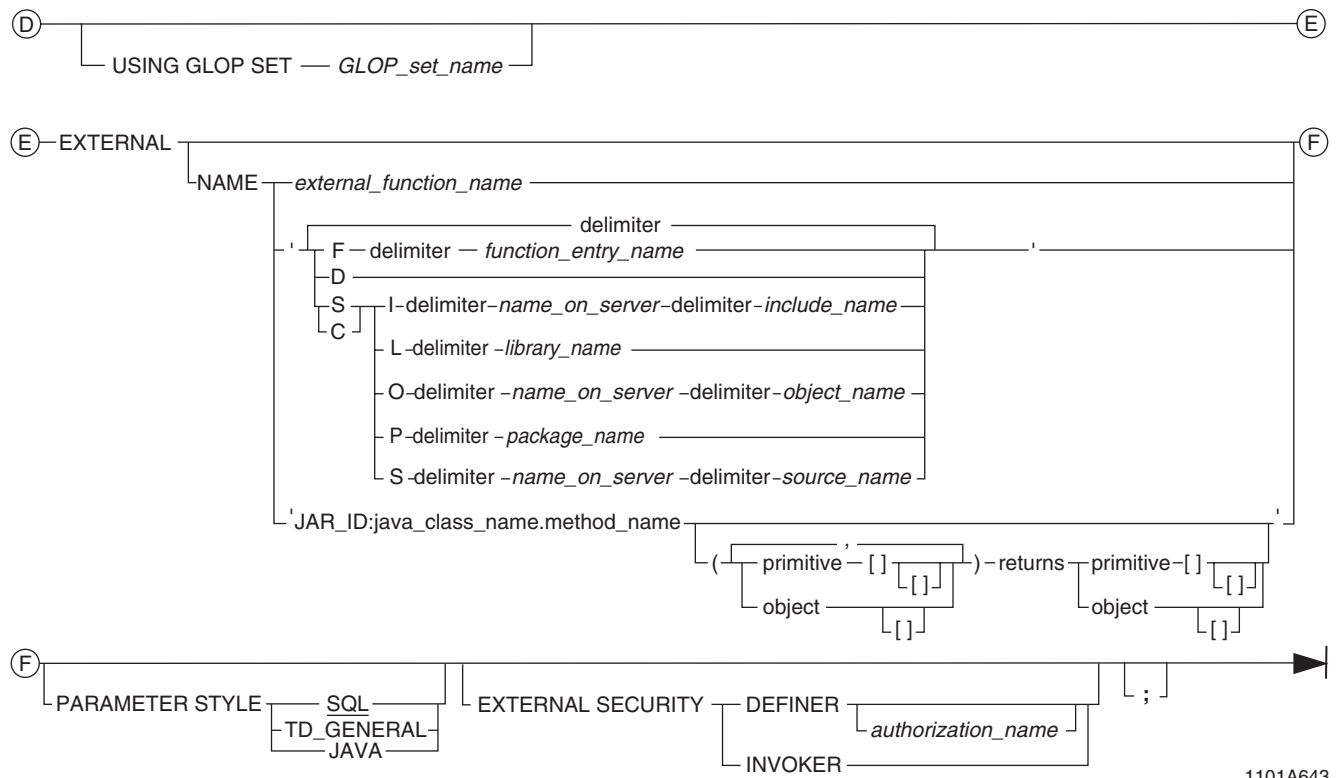 D E
USING GLOP SET GLOP_set_name
E EXTERNAL F
NAME external_function_name
delimiter
' F delimiter function_entry_name '
D
S I-delimiter-name_on_server-delimiter-include_name
C
L-delimiter-library_name
O-delimiter-name_on_server-delimiter-object_name
P-delimiter-package_name
S-delimiter-name_on_server-delimiter-source_name
'JAR_ID:java_class_name.method_name '
,
( primitive [ ] [ ] ) returns primitive [ ] [ ]
object [ ] object [ ]
F
PARAMETER STYLE SQL EXTERNAL SECURITY DEFINER ;
TD_GENERAL authorization_name
JAVA
INVOKER
1101A643